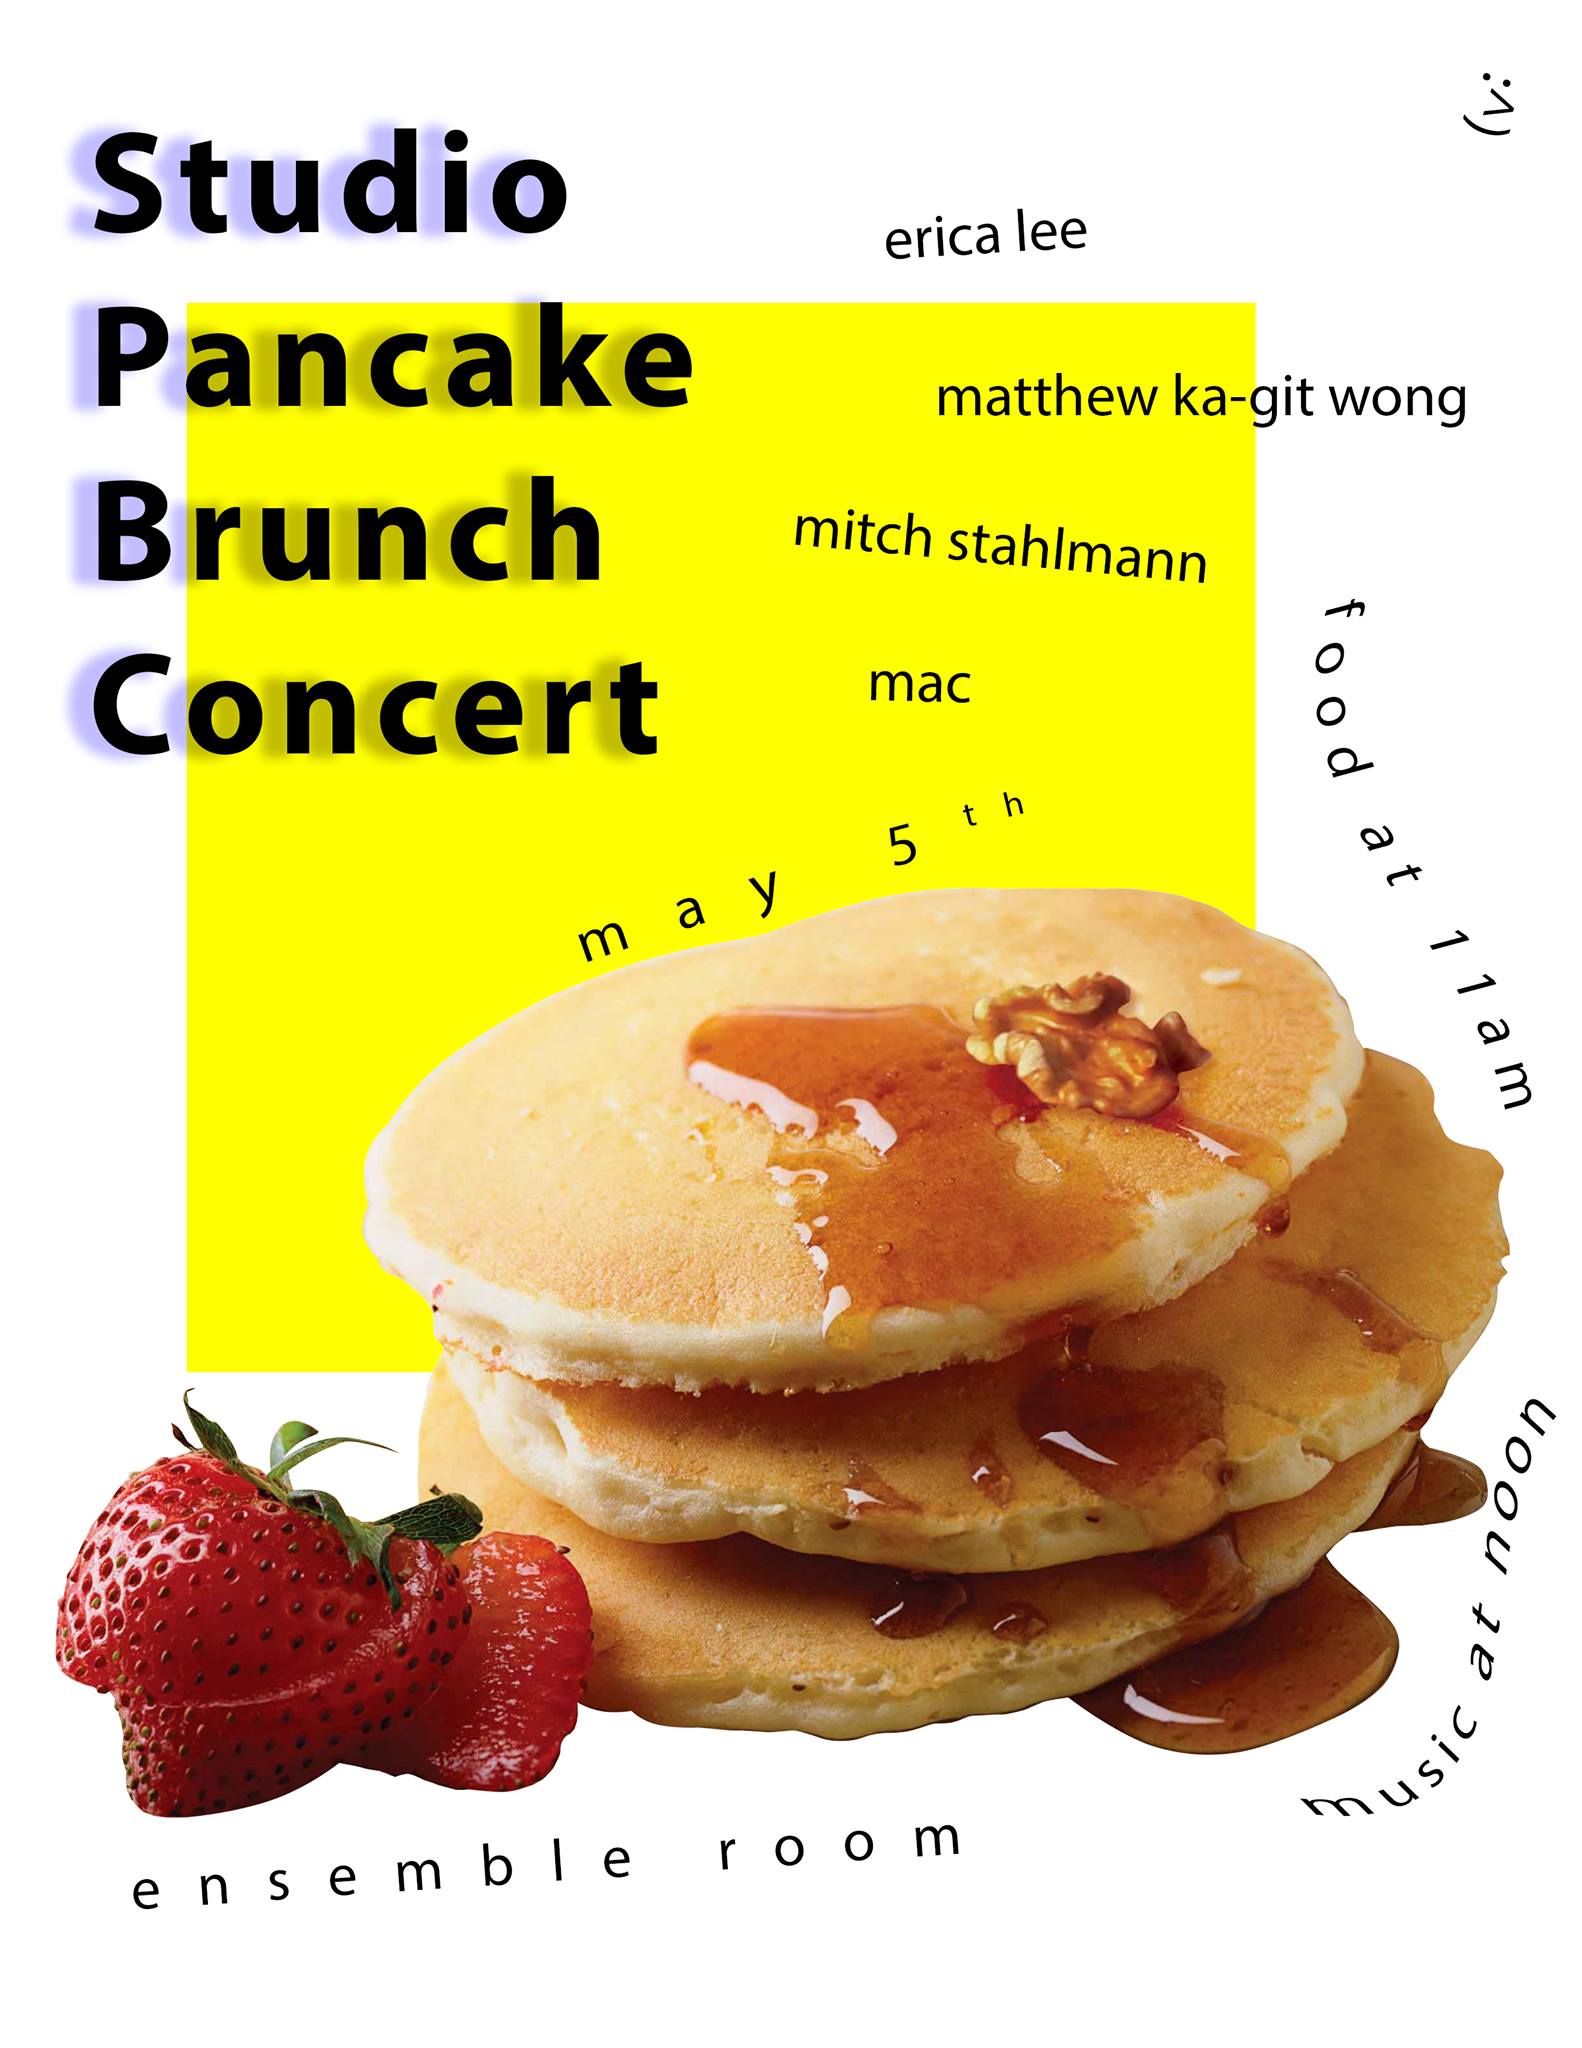 (v:
Studio
Pancake
Brunch
Concert
erica lee
matthew ka-git wong
mitch stahlmann
mac
may 5th
food at 11am
music at noon
ensemble room